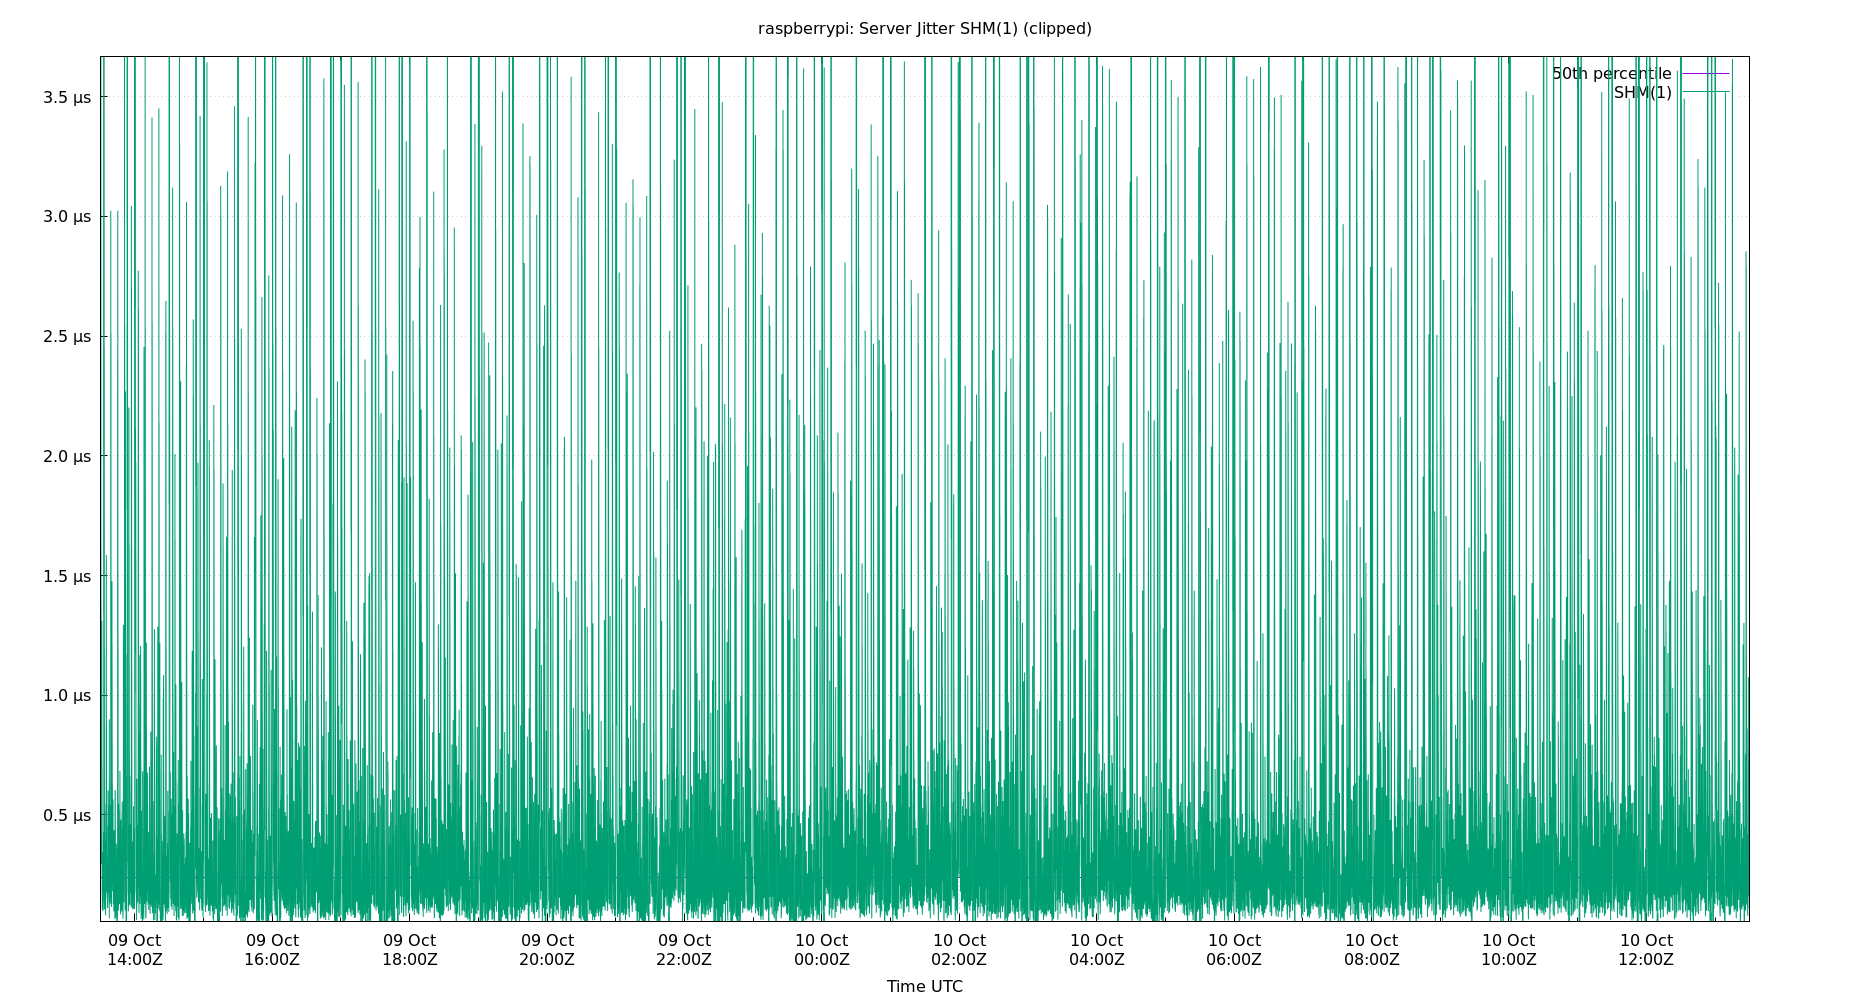 raspberrypi: Server Jitter SHM(1) (clipped)
50th percentile
SHM(1)
3.5 µs
3.0 µs
2.5 µs
2.0 µs
1.5 µs
1.0 µs
0.5 µs
09 Oct 09 Oct 09 Oct 09 Oct 09 Oct 10 Oct 10 Oct 10 Oct 10 Oct 10 Oct 10 Oct 10 Oct
14:00Z 16:00Z 18:00Z 20:00Z 22:00Z 00:00Z 02:00Z 04:00Z 06:00Z 08:00Z 10:00Z 12:00Z
Time UTC